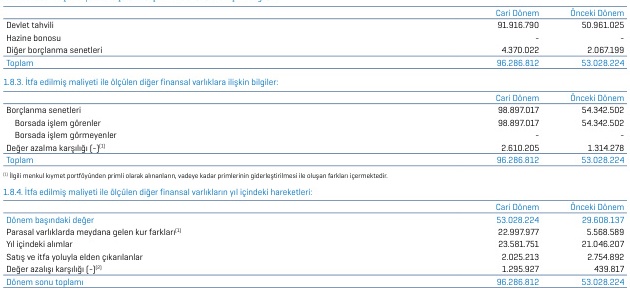 Cari Dönem Önceki Dönem
Devlet tahvili 91.916.790 50.961.025
Hazine bonosu - -
Diğer borçlanma senetleri 4.370.022 2.067.199
Toplam 96.286.812 53.028.224
1.8.3. İtfa edilmiş maliyeti ile ölçülen diğer finansal varlıklara ilişkin bilgiler:
Cari Dönem Önceki Dönem
Borçlanma senetleri 98.897.017 54.342.502
Borsada işlem görenler 98.897.017 54.342.502
Borsada işlem görmeyenler - -
Değer azalma karşılığı (-)(1) 2.610.205 1.314.278
Toplam 96.286.812 53.028.224
(1) İlgili menkul kıymet portföyünden primli olarak alınanların, vadeye kadar primlerinin giderleştirilmesi ile oluşan farkları içermektedir.
1.8.4. İtfa edilmiş maliyeti ile ölçülen diğer finansal varlıkların yıl içindeki hareketleri:
Cari Dönem Önceki Dönem
Dönem başındaki değer 53.028.224 29.608.137
Parasal varlıklarda meydana gelen kur farkları(1) 22.997.977 5.568.589
Yıl içindeki alımlar 23.581.751 21.046.207
Satış ve itfa yoluyla elden çıkarılanlar 2.025.213 2.754.892
Değer azalışı karşılığı (-)(2) 1.295.927 439.817
Dönem sonu toplamı 96.286.812 53.028.224